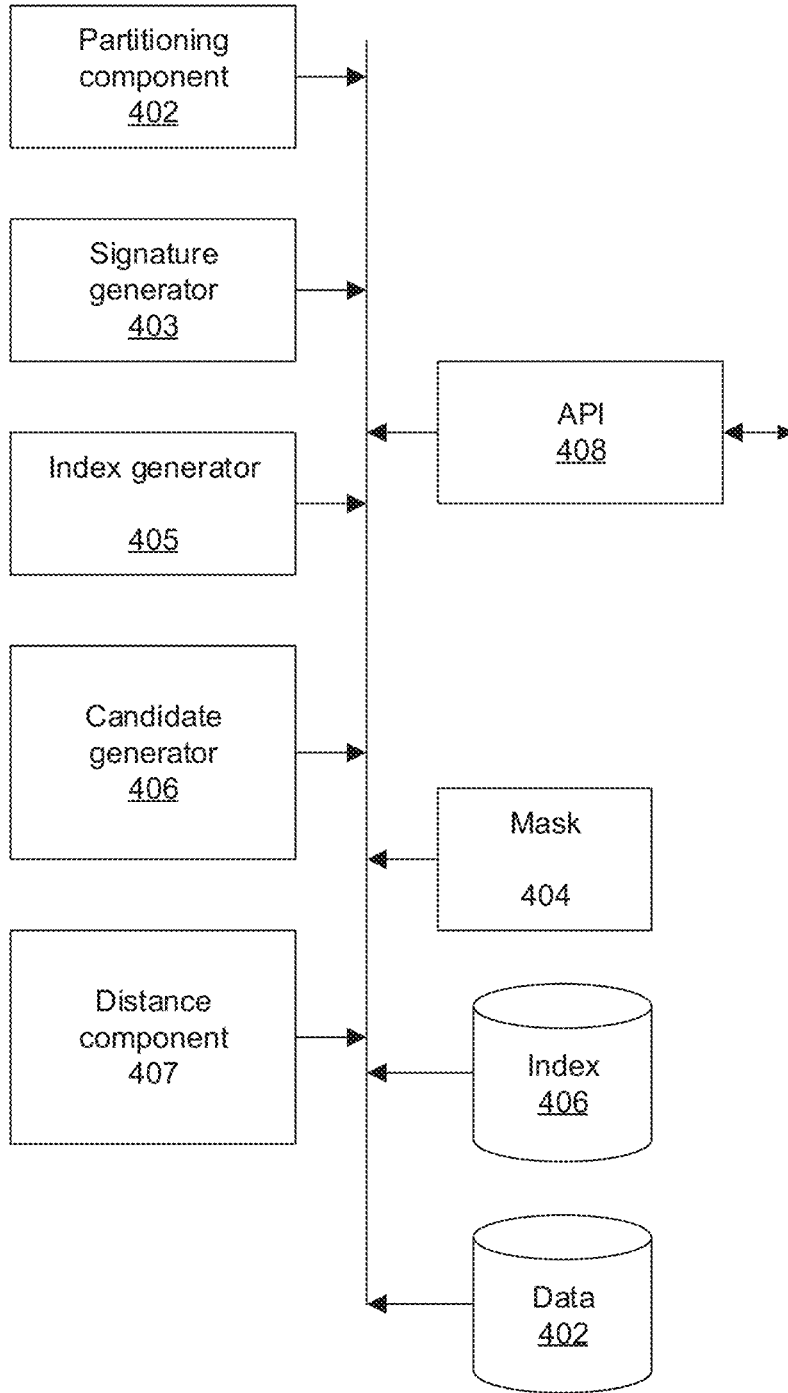 Partitioning
component
402
Signature
generator
403
Index generator
405
Candidate
generator
406
Distance
component
407
API
408
Mask
404
Index
406
Data
402